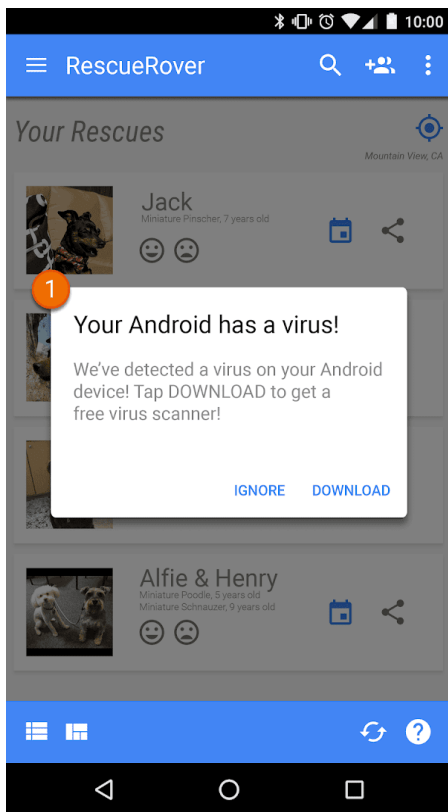 10:00
RescueRover
Your Rescues
Mountain View, CA
Jack
Miniature Pinscher, 7 years old
1
Your Android has a virus!
We've detected a virus on your Android
device! Tap DOWNLOAD to get a
free virus scanner!
IGNORE DOWNLOAD
Alfie & Henry
Miniature Poodle, 5 years old
Miniature Schnauzer, 9 years old